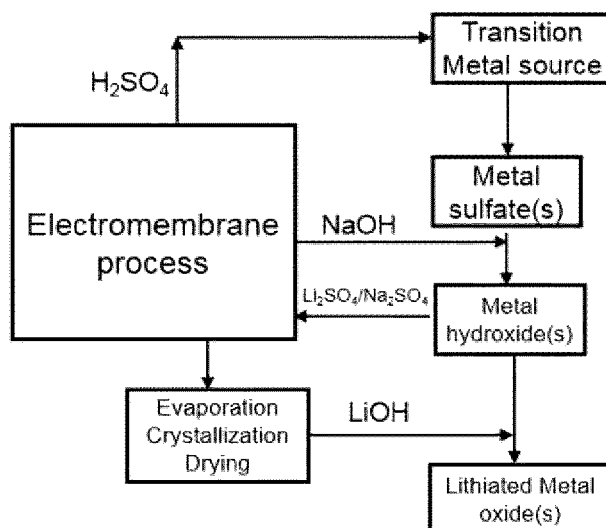 Transition
Metal source
H₂SO₄
Metal
sulfate(s)
Electromembrane
process
NaOH
Li₂SO₄/Na₂SO₄
Metal
hydroxide(s)
Evaporation
Crystallization
Drying
LiOH
Lithiated Metal
oxide(s)